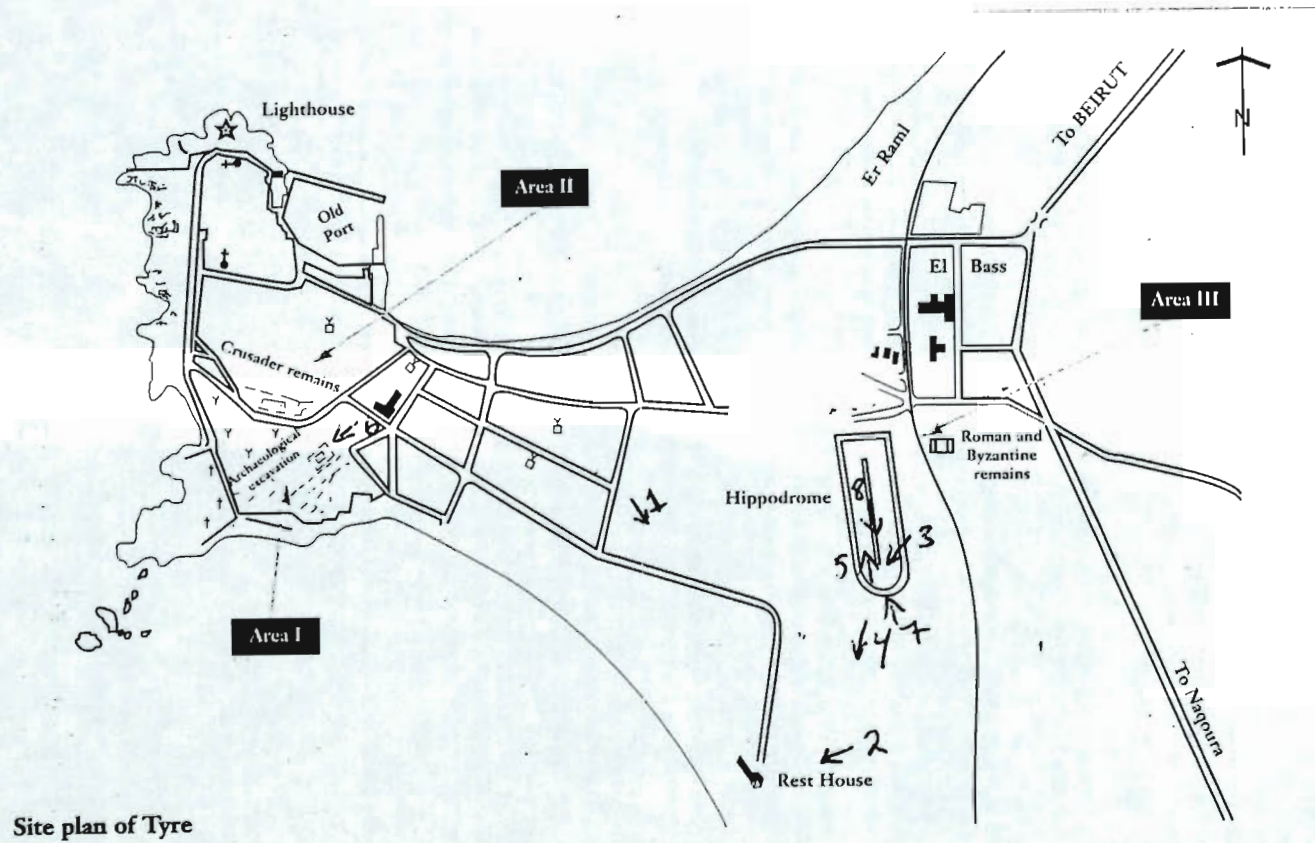 Lighthouse
Area II
Old
Port
Er Raml
To BEIRUT
N
El Bass
Area III
Crusader remains
Archaeological
excavation
6
Roman and
Byzantine
remains
Hippodrome
1
8
3
5
4
7
Area I
2
Rest House
To Naqoura
Site plan of Tyre